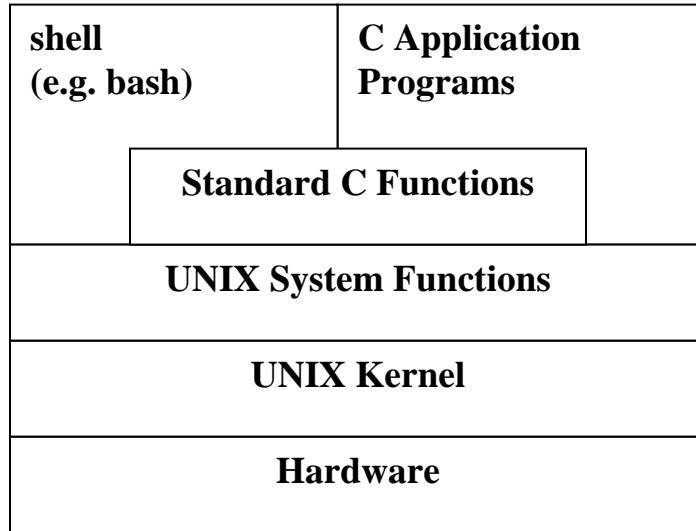 shell
(e.g. bash)
C Application
Programs
Standard C Functions
UNIX System Functions
UNIX Kernel
Hardware